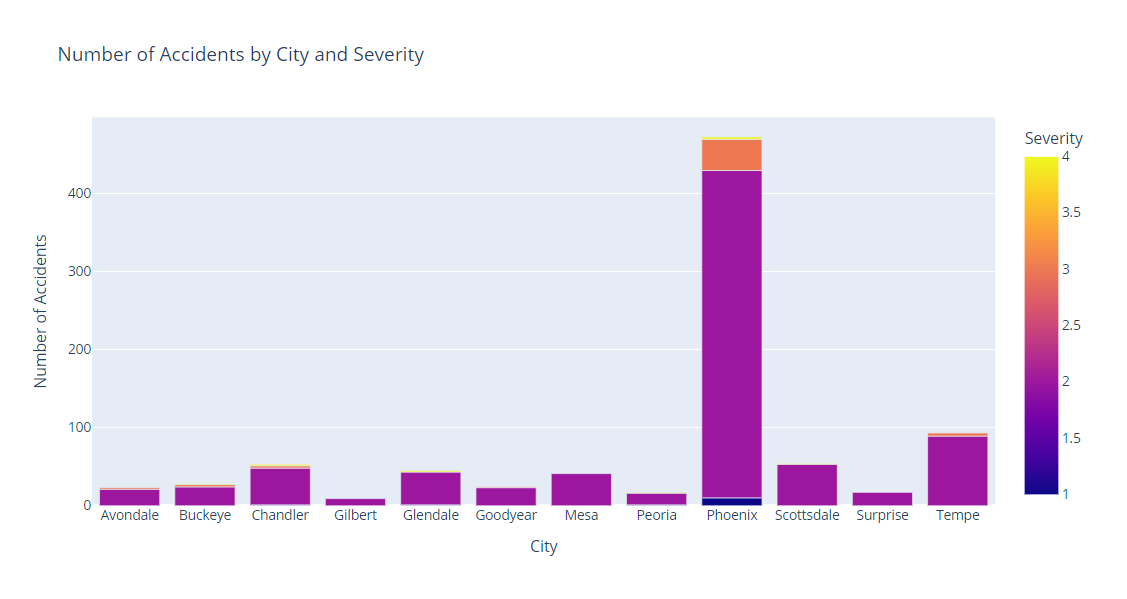 Number of Accidents by City and Severity
Number of Accidents
400
300
200
100
0
Avondale
Buckeye
Chandler
Gilbert
Glendale
Goodyear
Mesa
Peoria
Phoenix
Scottsdale
Surprise
Tempe
City
Severity
4
3.5
3
2.5
2
1.5
1